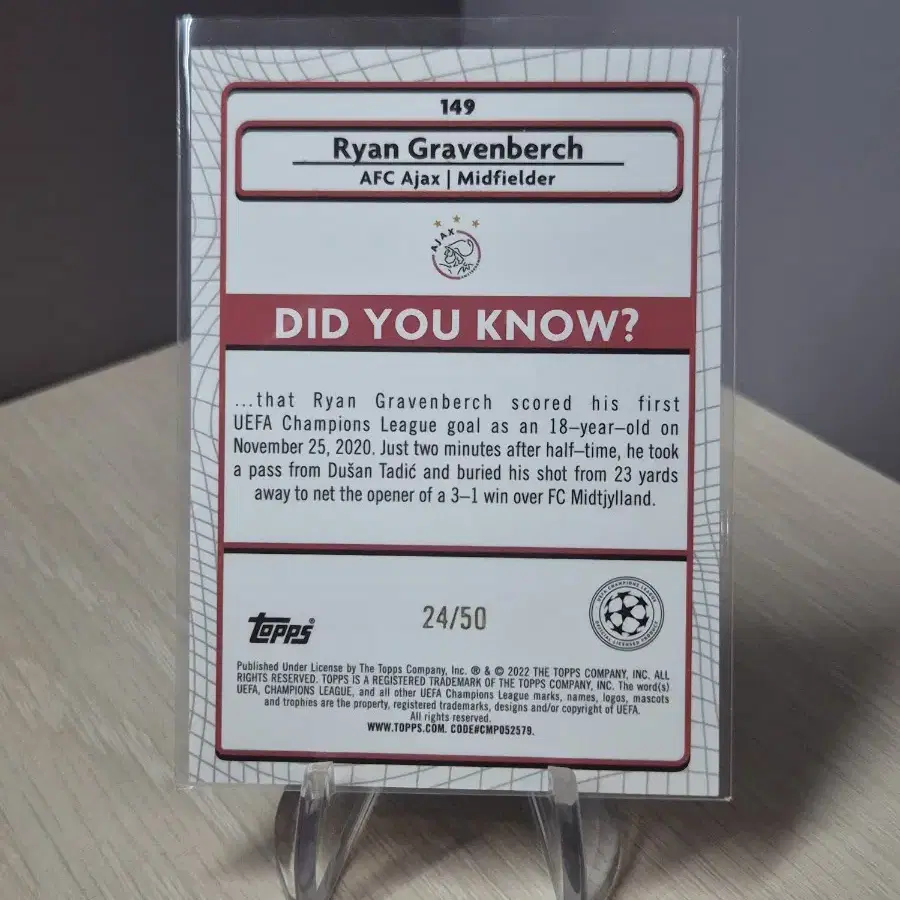 149
Ryan Gravenberch
AFC Ajax | Midfielder
AJAX
DID YOU KNOW?
...that Ryan Gravenberch scored his first
UEFA Champions League goal as an 18–year–old on
November 25, 2020. Just two minutes after half–time, he took
a pass from Dušan Tadić and buried his shot from 23 yards
away to net the opener of a 3–1 win over FC Midtjylland.
topps®
24/50
UEFA CHAMPIONS LEAGUE
OFFICIAL LICENSED PRODUCT
Published Under License by The Topps Company, Inc. ® & © 2022 THE TOPPS COMPANY, INC. ALL
RIGHTS RESERVED. TOPPS IS A REGISTERED TRADEMARK OF THE TOPPS COMPANY, INC. The word(s)
UEFA, CHAMPIONS LEAGUE, and all other UEFA Champions League marks, names, logos, mascots
and trophies are the property, registered trademarks, designs and/or copyright of UEFA.
All rights reserved.
WWW.TOPPS.COM. CODE#CMP052579.